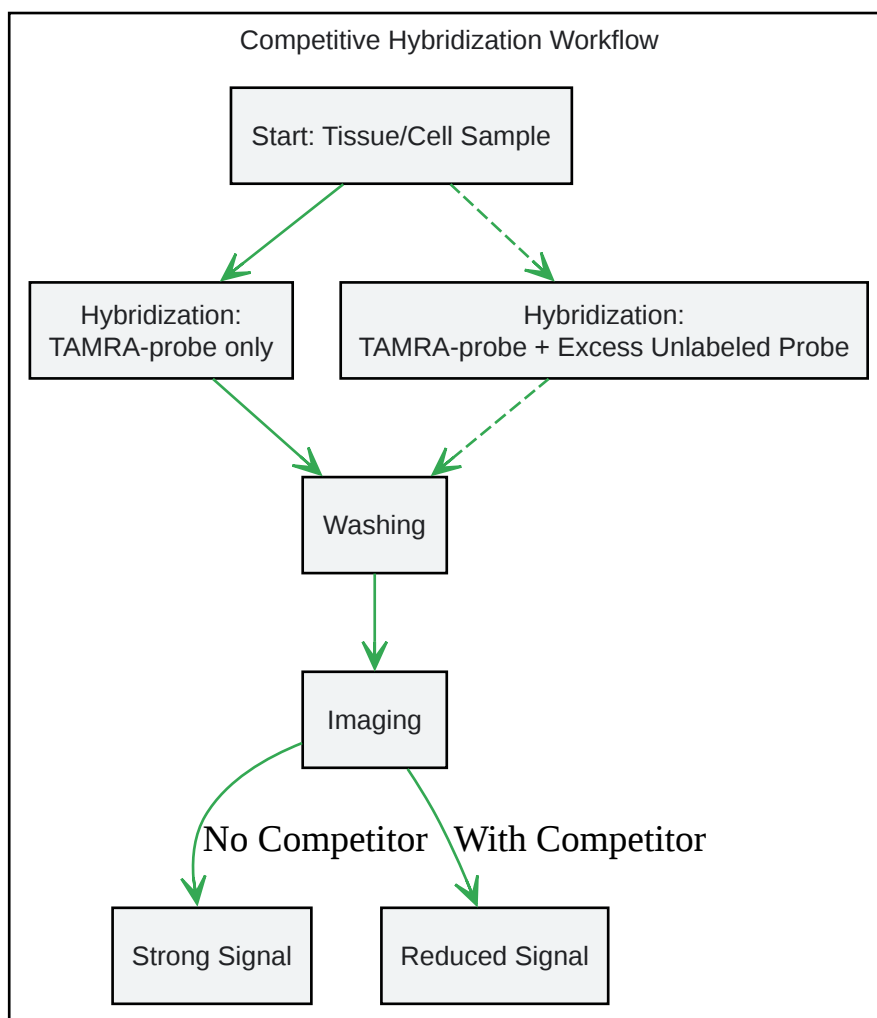 Competitive Hybridization Workflow
Start: Tissue/Cell Sample
Hybridization:
TAMRA-probe only
Hybridization:
TAMRA-probe + Excess Unlabeled Probe
Washing
Imaging
No Competitor
With Competitor
Strong Signal
Reduced Signal